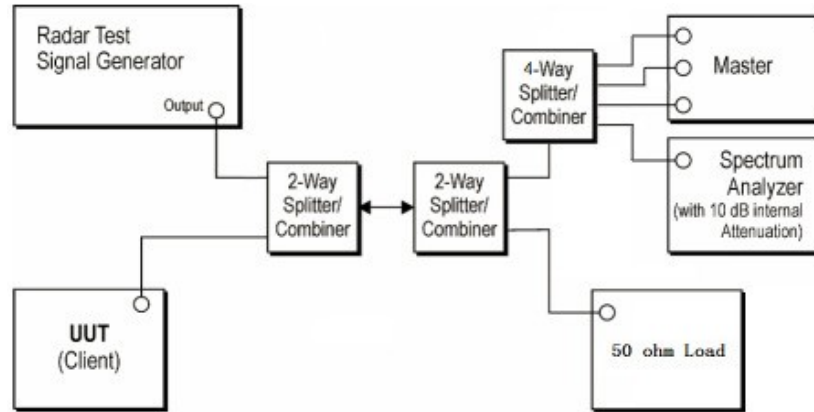 Radar Test
Signal Generator
Output
4-Way
Splitter/
Combiner
Master
Spectrum
Analyzer
(with 10 dB internal
Attenuation)
2-Way
Splitter/
Combiner
2-Way
Splitter/
Combiner
UUT
(Client)
50 ohm Load